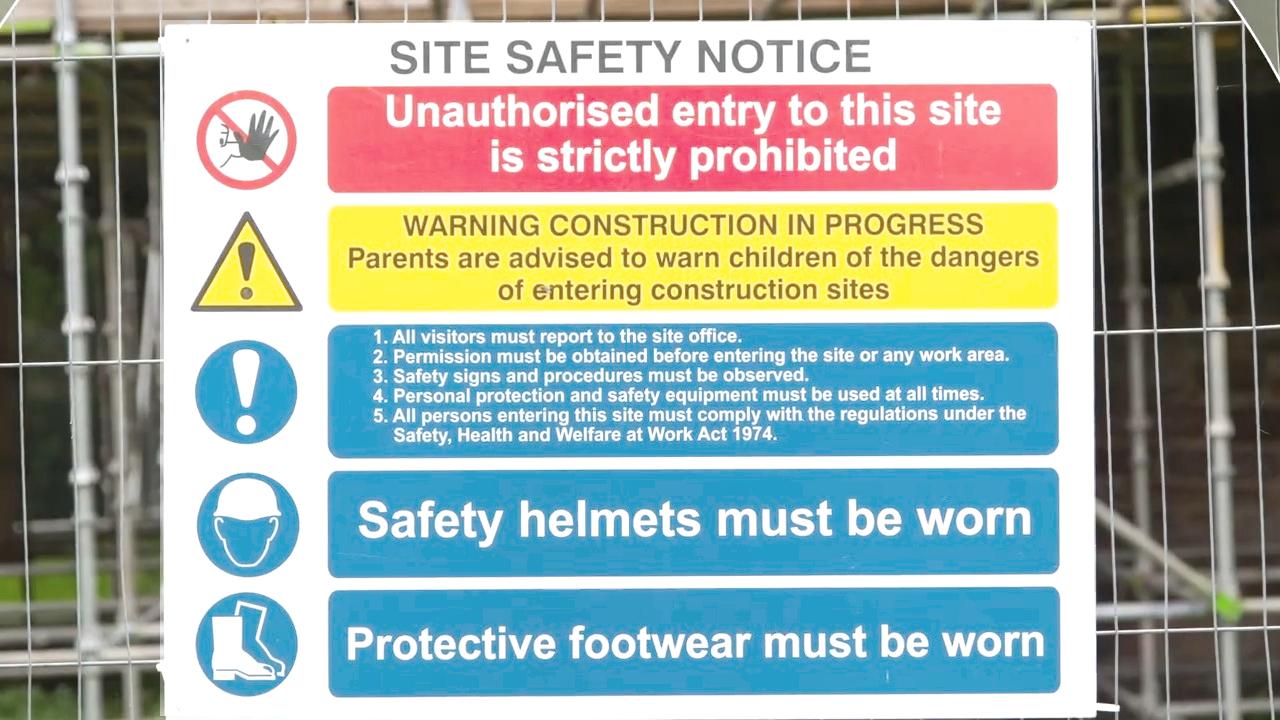 SITE SAFETY NOTICE
Unauthorised entry to this site
is strictly prohibited
WARNING CONSTRUCTION IN PROGRESS
Parents are advised to warn children of the dangers
of entering construction sites
1. All visitors must report to the site office.
2. Permission must be obtained before entering the site or any work area.
3. Safety signs and procedures must be observed.
4. Personal protection and safety equipment must be used at all times.
5. All persons entering this site must comply with the regulations under the
Safety, Health and Welfare at Work Act 1974.
Safety helmets must be worn
Protective footwear must be worn